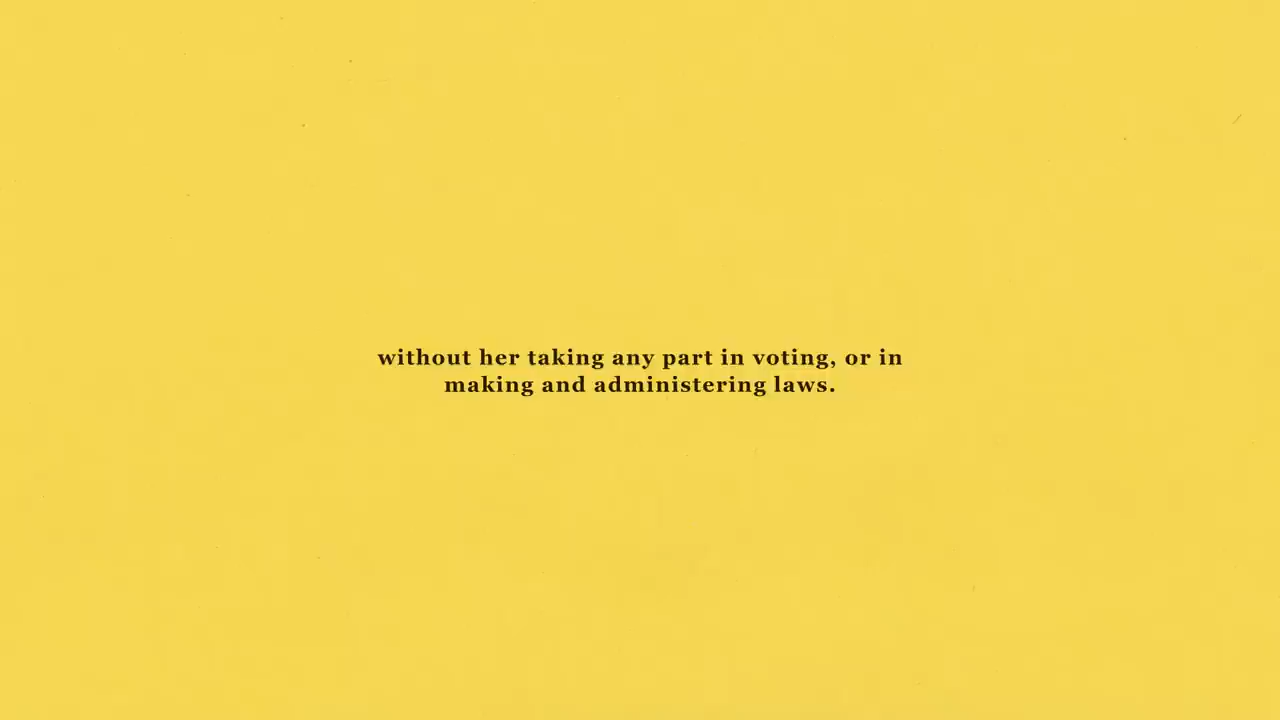 without her taking any part in voting, or in
making and administering laws.